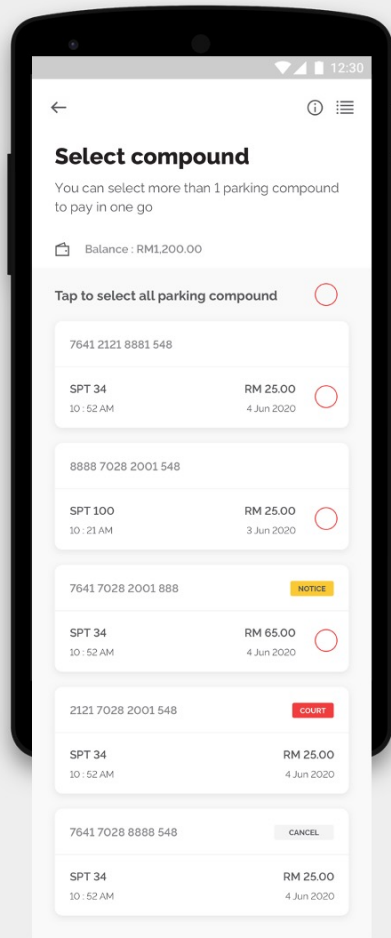 12:30
Select compound
You can select more than 1 parking compound
to pay in one go
Balance : RM1,200.00
Tap to select all parking compound
7641 2121 8881 548
SPT 34 RM 25.00
10 : 52 AM 4 Jun 2020
8888 7028 2001 548
SPT 100 RM 25.00
10 : 21 AM 3 Jun 2020
7641 7028 2001 888 NOTICE
SPT 34 RM 65.00
10 : 52 AM 4 Jun 2020
2121 7028 2001 548 COURT
SPT 34 RM 25.00
10 : 52 AM 4 Jun 2020
7641 7028 8888 548 CANCEL
SPT 34 RM 25.00
10 : 52 AM 4 Jun 2020